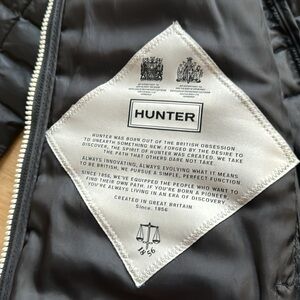 HUNTER
HUNTER WAS BORN OUT OF THE BRITISH OBSESSION
TO UNEARTH SOMETHING NEW. FORGED BY THE DESIRE TO
DISCOVER, THE SPIRIT OF HUNTER WAS CREATED. WE TAKE
THE PATH THAT OTHERS DARE NOT TAKE.
ALWAYS INNOVATING, ALWAYS EVOLVING WHAT IT MEANS
TO BE BRITISH, WE PURSUE A SIMPLE, PERFECT FUNCTION
SINCE 1856, WE'VE EQUIPPED THE PEOPLE WHO WANT TO
FIND THEIR OWN PATH. IF YOU'RE BORN A PIONEER
YOU'RE ALWAYS LIVING IN AN ERA OF DISCOVERY
CREATED IN GREAT BRITAIN
Since. 1856
1856